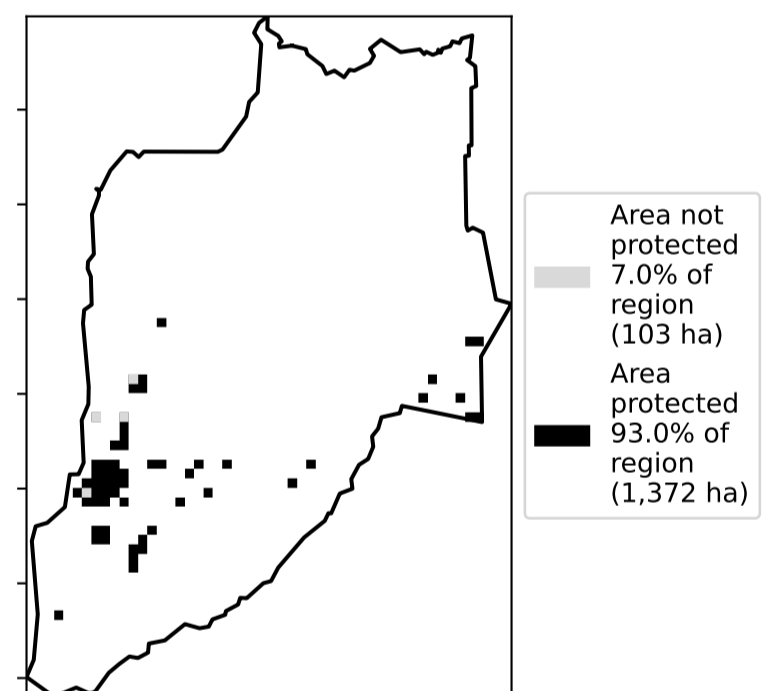 Area not
protected
7.0% of
region
(103 ha)
Area
protected
93.0% of
region
(1,372 ha)